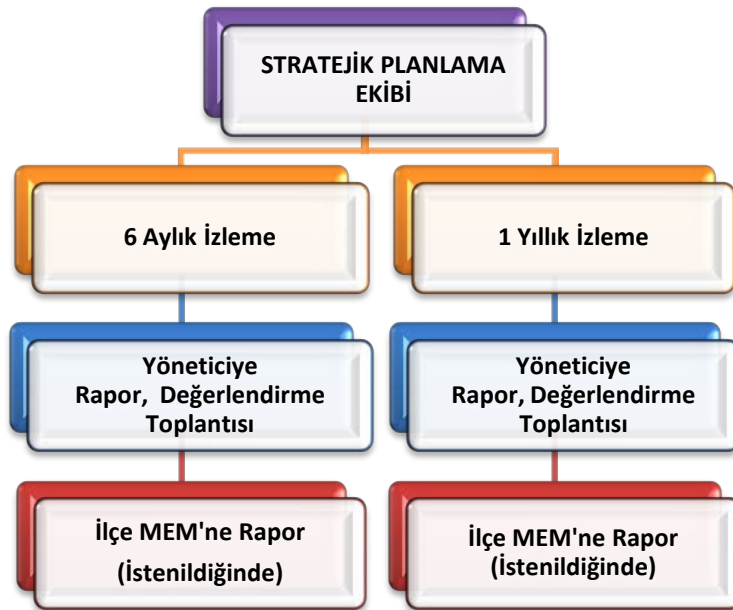 STRATEJİK PLANLAMA
EKİBİ
6 Aylık İzleme
1 Yıllık İzleme
Yöneticiye
Rapor, Değerlendirme
Toplantısı
Yöneticiye
Rapor, Değerlendirme
Toplantısı
İlçe MEM'ne Rapor
(İstenildiğinde)
İlçe MEM'ne Rapor
(İstenildiğinde)